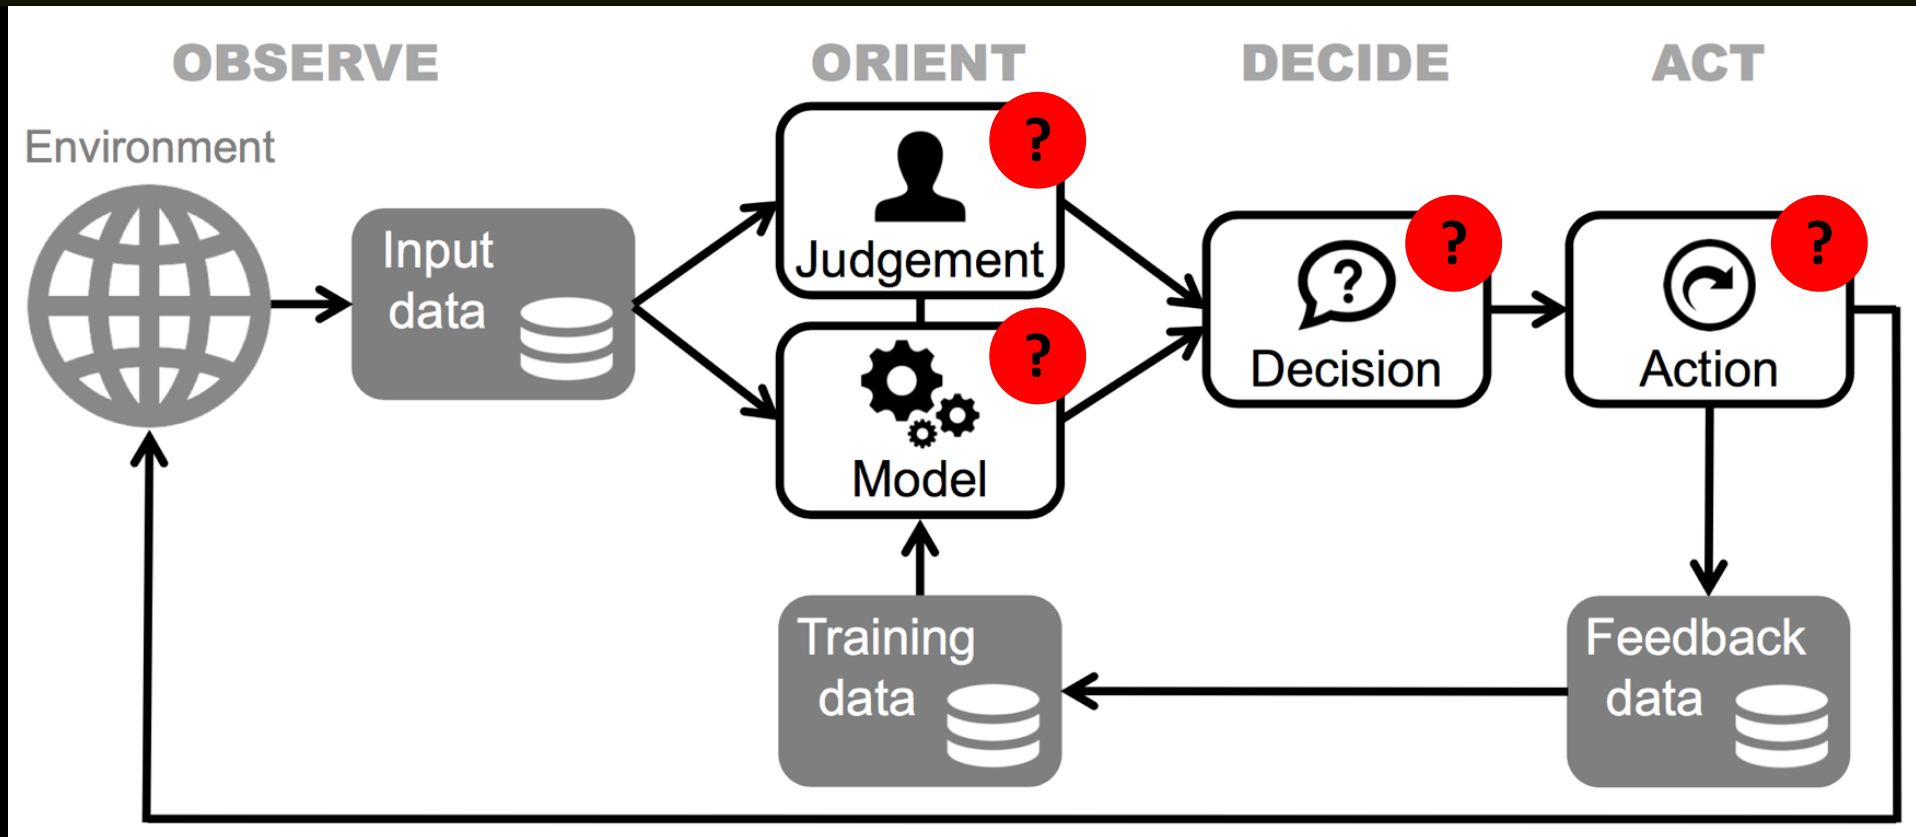 OBSERVE
ORIENT
DECIDE
ACT
Environment
Input
data
?
Judgement
?
Model
?
?
Decision
?
Action
Training
data
Feedback
data